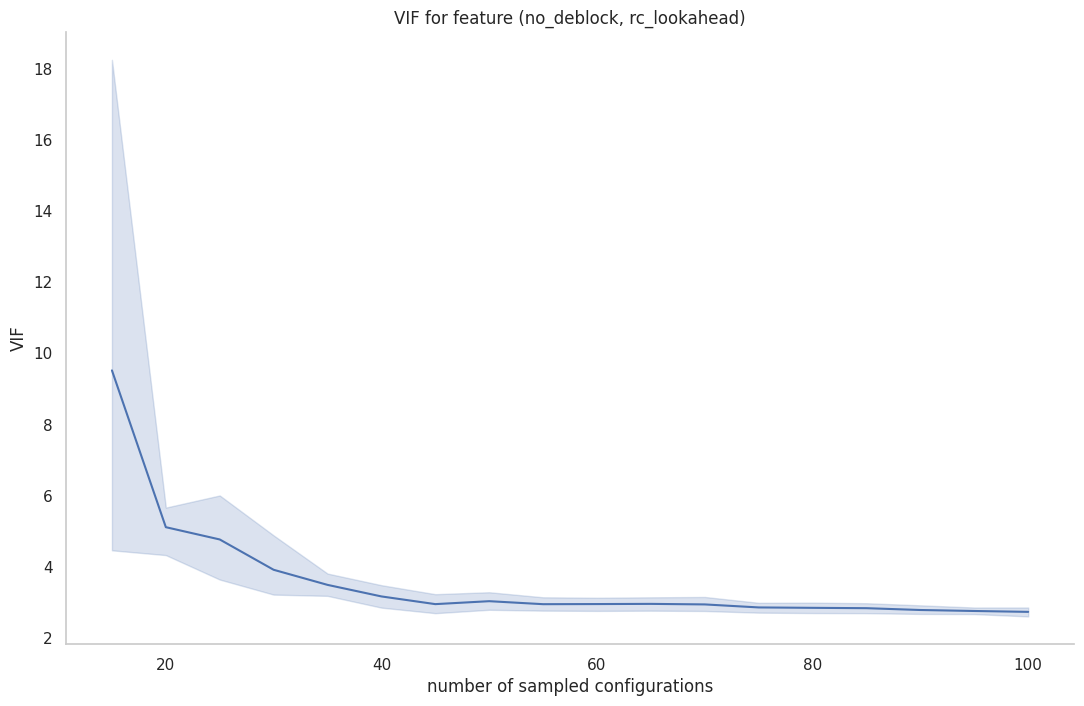 VIF for feature (no_deblock, rc_lookahead)
18
16
14
12
10
8
6
4
2
VIF
20 40 60 80 100
number of sampled configurations